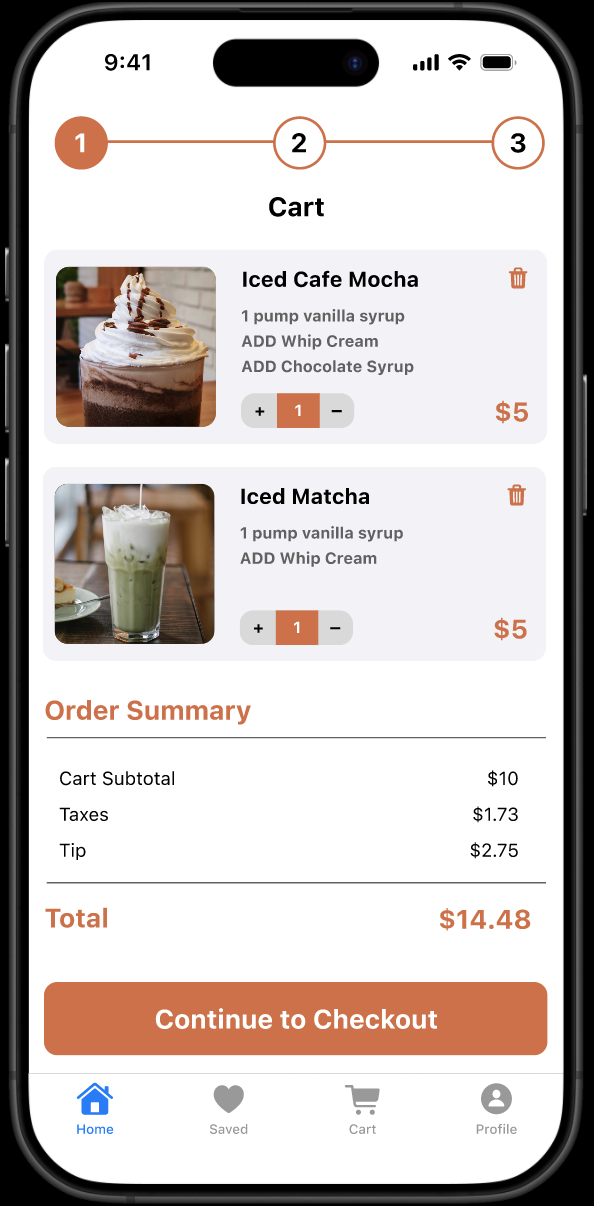 9:41
1 2 3
Cart
Iced Cafe Mocha
1 pump vanilla syrup
ADD Whip Cream
ADD Chocolate Syrup
+ 1 −
$5
Iced Matcha
1 pump vanilla syrup
ADD Whip Cream
+ 1 −
$5
Order Summary
Cart Subtotal $10
Taxes $1.73
Tip $2.75
Total $14.48
Continue to Checkout
Home Saved Cart Profile